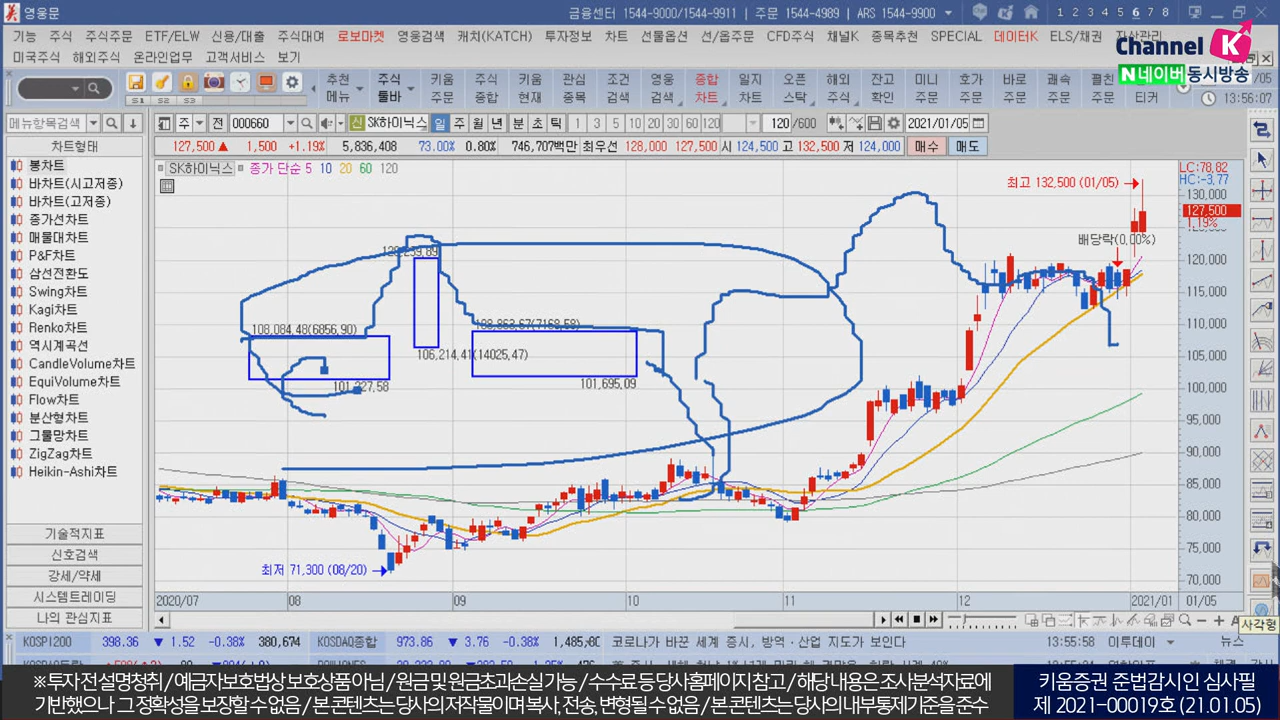 영웅문
금융센터 1544-9000/1544-9911 | 주문 1544-4989 | ARS 1544-9900
1 2 3 4 5 6 7 8
기능 주식 주식주문 ETF/ELW 신용/대출 주식대여 로보마켓 영웅검색 캐치(KATCH) 투자정보 차트 선물옵션 선/옵주문 CFD주식 채널K 종목추천 SPECIAL 데이터K ELS/채권 자산관리
미국주식 해외주식 온라인업무 고객서비스 보기
Channel K
N 네이버 동시방송
13:56:07
S1 S2 S3
추천 메뉴
주식 툴바
키움 주문
주식 종합
키움 현재
관심 종목
조건 검색
영웅 검색
종합 차트
일지 차트
오픈 스탁
해외 주식
잔고 확인
미니 주문
호가 주문
바로 주문
쾌속 주문
팔친 주문
티커
메뉴항목검색
주 전 000660 신 SK하이닉스 일 주 월 년 분 초 틱 1 3 5 10 20 30 60 120 120 /600 2021/01/05
127,500 ▲ 1,500 +1.19% 5,836,408 73.00% 0.80% 746,707백만 최우선 128,000 127,500 시 124,500 고 132,500 저 124,000 매수 매도
차트형태
봉차트
바차트(시고저종)
바차트(고저종)
종가선차트
매물대차트
P&F차트
삼선전환도
Swing차트
Kagi차트
Renko차트
역시계곡선
CandleVolume차트
EquiVolume차트
Flow차트
분산형차트
그물망차트
ZigZag차트
Heikin-Ashi차트
기술적지표
신호검색
강세/약세
시스템트레이딩
나의 관심지표
SK하이닉스 종가 단순 5 10 20 60 120
LC:78,82
HC:-3,77
최고 132,500 (01/05)
130,000
127,500
1.19%
배당락(0,00%)
120,000
115,000
110,000
105,000
100,000
95,000
90,000
85,000
80,000
75,000
70,000
108,084,48(6856,90)
101,227,58
106,214,41(14025,47)
101,695,09
최저 71,300 (08/20)
2020/07 08 09 10 11 12 2021/01 01/05
사각형
KOSPI200 398.36 ▼ 1.52 -0.38% 380,674 KOSDAQ종합 973.86 ▼ 3.76 -0.38% 코로나가 바꾼 세계 증시, 방역·산업 지도가 보인다 13:55:58 이투데이 뉴스
※ 투자 전 설명청취 / 예금자보호법상 보호상품 아님 / 원금 및 원금초과손실 가능 / 수수료 등 당사홈페이지 참고 / 해당 내용은 조사분석자료에
기반했으나 그 정확성을 보장할 수 없음 / 본 콘텐츠는 당사의 저작물이며 복사, 전송, 변형될 수 없음 / 본 콘텐츠는 당사의 내부통제기준을 준수
키움증권 준법감시인 심사필
제 2021-00019호 (21.01.05)